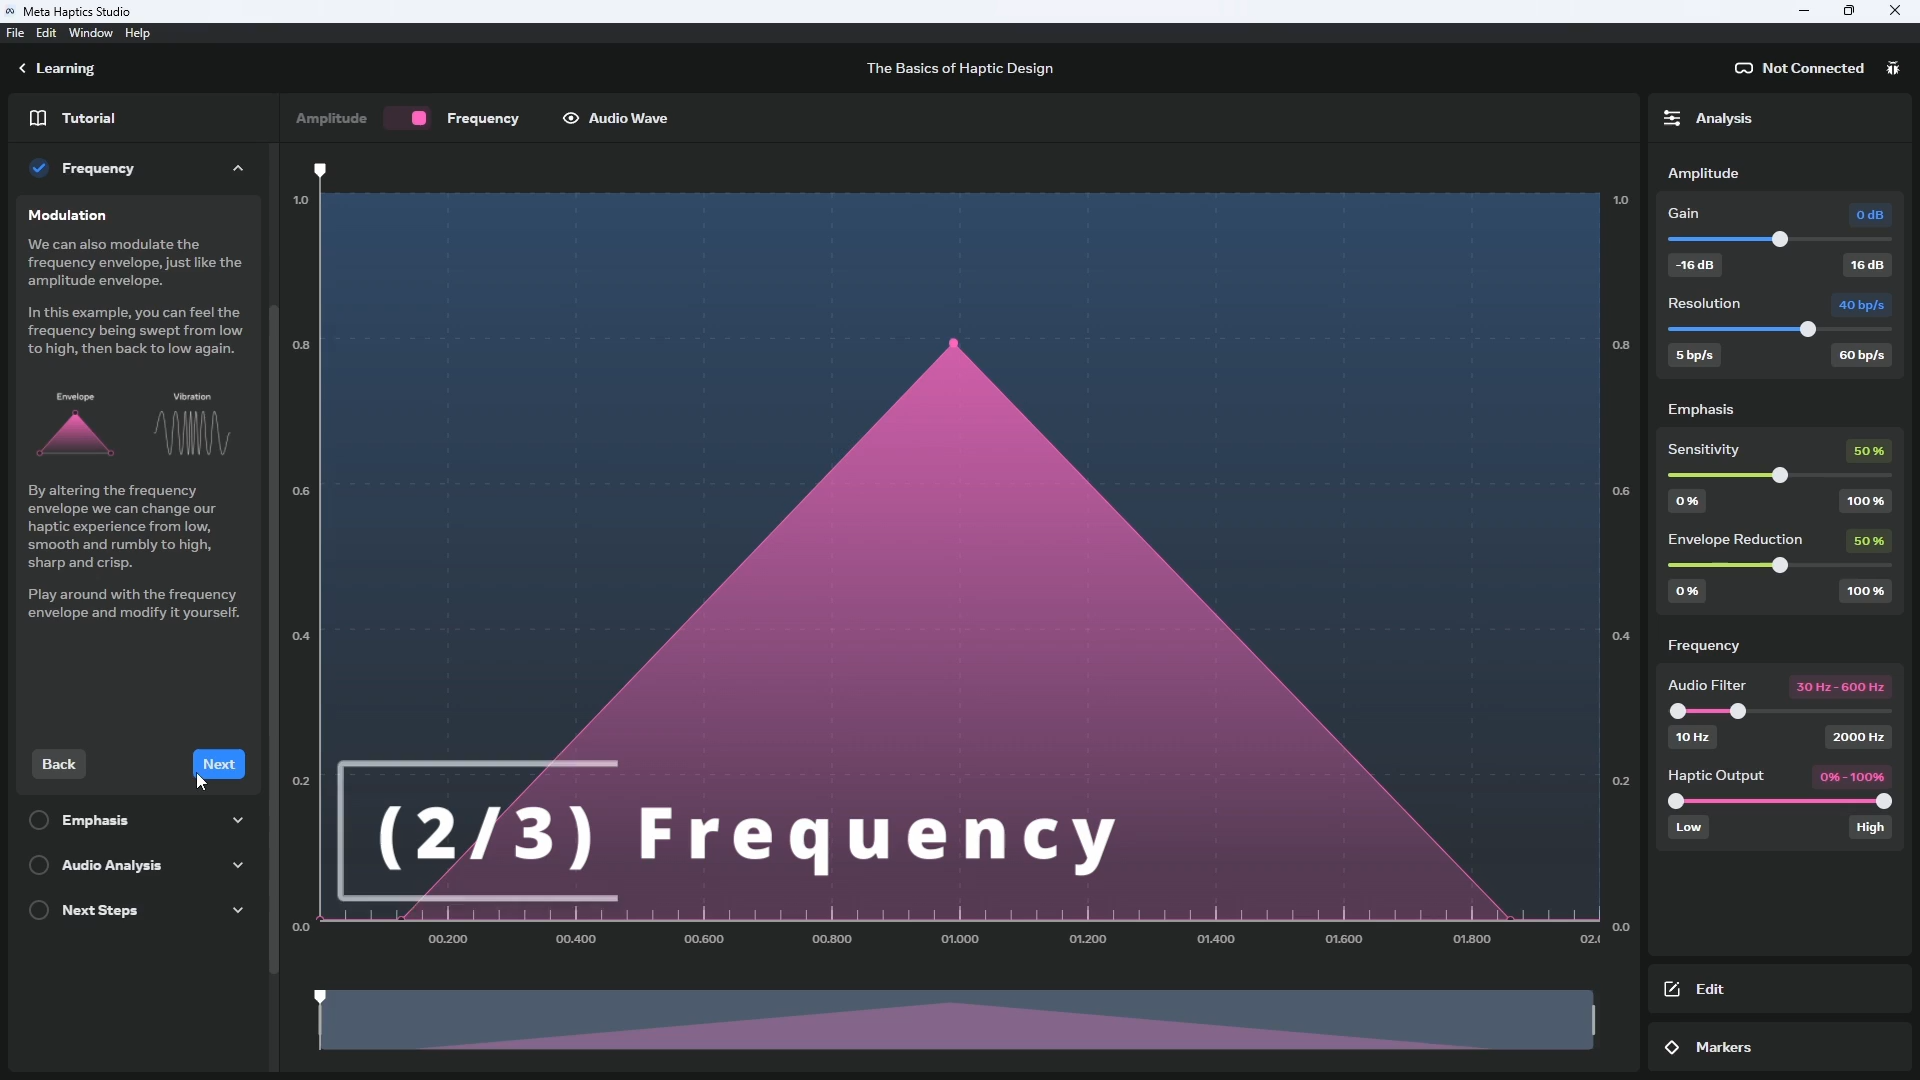 Meta Haptics Studio
File Edit Window Help
Learning
The Basics of Haptic Design
Not Connected
Tutorial
Frequency
Modulation
We can also modulate the
frequency envelope, just like the
amplitude envelope.
In this example, you can feel the
frequency being swept from low
to high, then back to low again.
Envelope Vibration
By altering the frequency
envelope we can change our
haptic experience from low,
smooth and rumbly to high,
sharp and crisp.
Play around with the frequency
envelope and modify it yourself.
Back Next
Emphasis
Audio Analysis
Next Steps
Amplitude Frequency Audio Wave
1.0 1.0
0.8 0.8
0.6 0.6
0.4 0.4
0.2 0.2
(2/3) Frequency
0.0 0.0
00.200 00.400 00.600 00.800 01.000 01.200 01.400 01.600 01.800 02.
Analysis
Amplitude
Gain 0 dB
-16 dB 16 dB
Resolution 40 bp/s
5 bp/s 60 bp/s
Emphasis
Sensitivity 50 %
0 % 100 %
Envelope Reduction 50 %
0 % 100 %
Frequency
Audio Filter 30 Hz - 600 Hz
10 Hz 2000 Hz
Haptic Output 0% - 100%
Low High
Edit
Markers